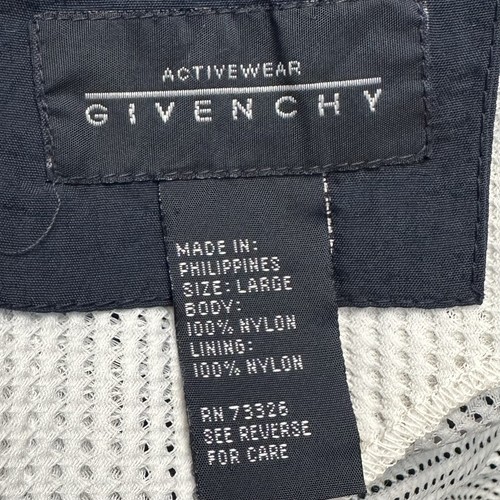 ACTIVEWEAR
GIVENCHY
MADE IN:
PHILIPPINES
SIZE: LARGE
BODY:
100% NYLON
LINING:
100% NYLON
RN 73326
SEE REVERSE
FOR CARE